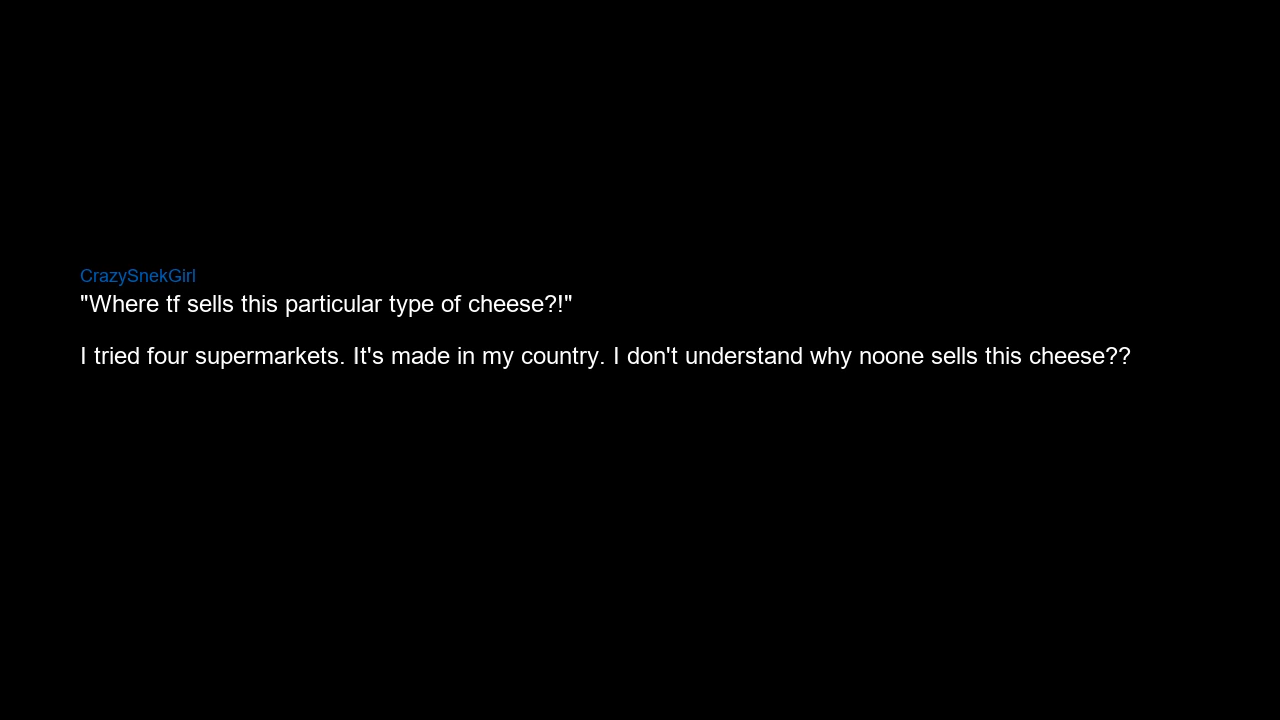 CrazySnekGirl
"Where tf sells this particular type of cheese?!"
I tried four supermarkets. It's made in my country. I don't understand why noone sells this cheese??